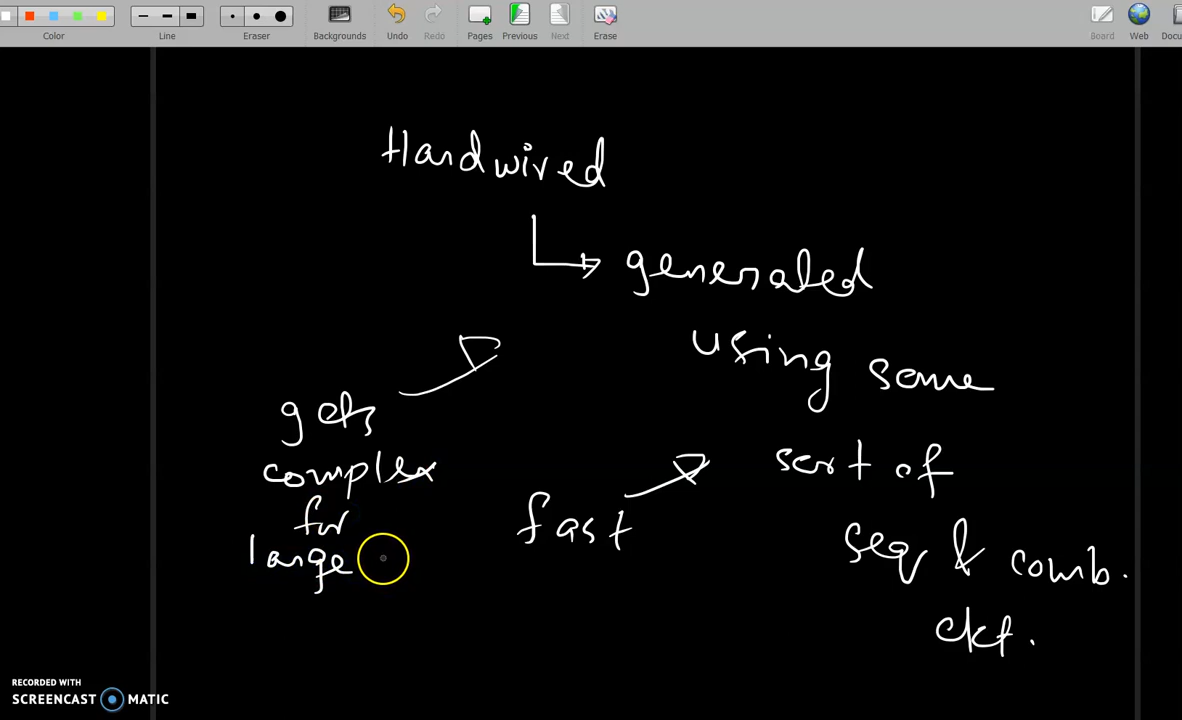 Color
Line
Eraser
Backgrounds
Undo
Redo
Pages
Previous
Next
Erase
Board
Web
Docu
Hardwired
generated
using some
sort of
seq & comb.
ckt.
gets
complex
for
large
fast
RECORDED WITH
SCREENCAST MATIC